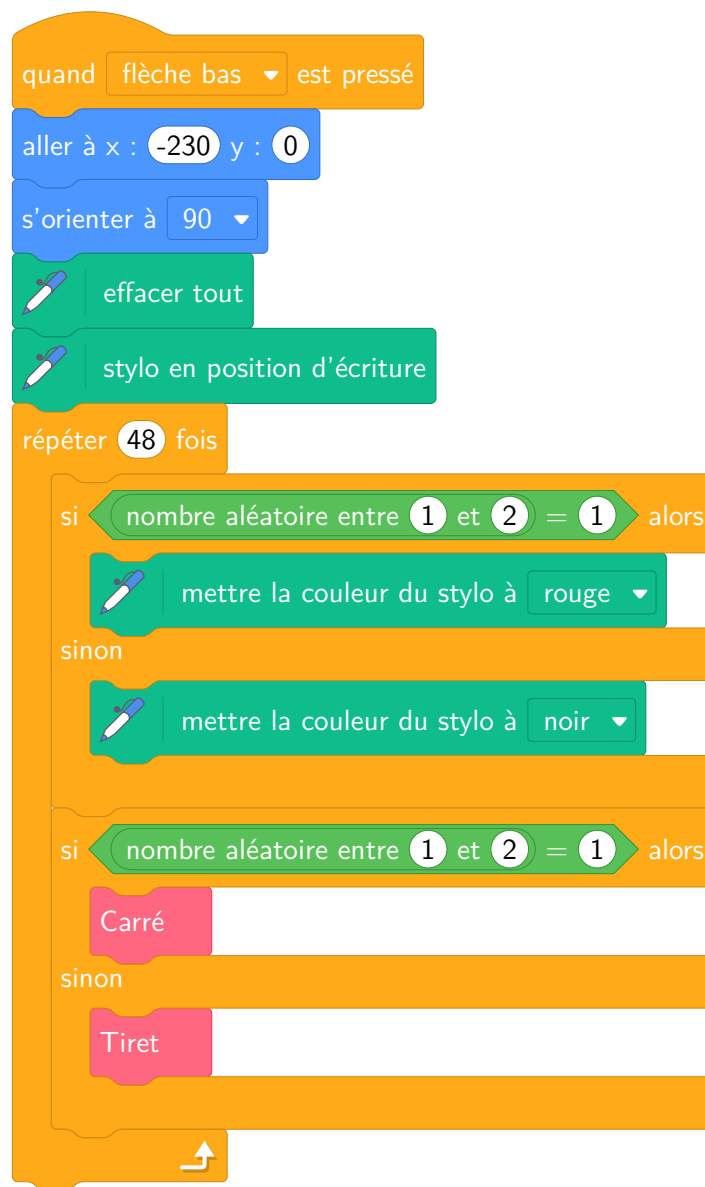 quand flèche bas est pressé
aller à x : -230 y : 0
s'orienter à 90
effacer tout
stylo en position d'écriture
répéter 48 fois
si nombre aléatoire entre 1 et 2 = 1 alors
mettre la couleur du stylo à rouge
sinon
mettre la couleur du stylo à noir
si nombre aléatoire entre 1 et 2 = 1 alors
Carré
sinon
Tiret